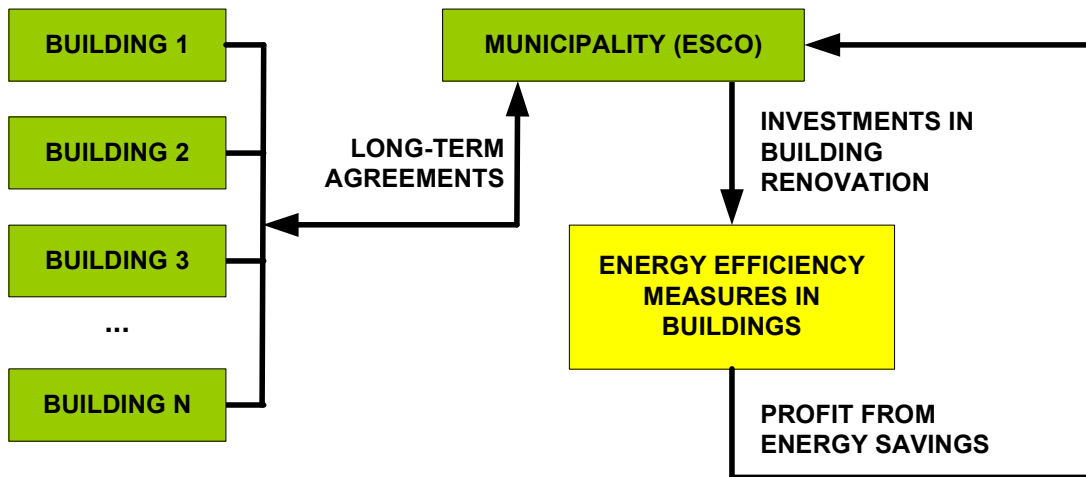 BUILDING 1
BUILDING 2
BUILDING 3
...
BUILDING N
LONG-TERM
AGREEMENTS
MUNICIPALITY (ESCO)
INVESTMENTS IN
BUILDING
RENOVATION
ENERGY EFFICIENCY
MEASURES IN
BUILDINGS
PROFIT FROM
ENERGY SAVINGS